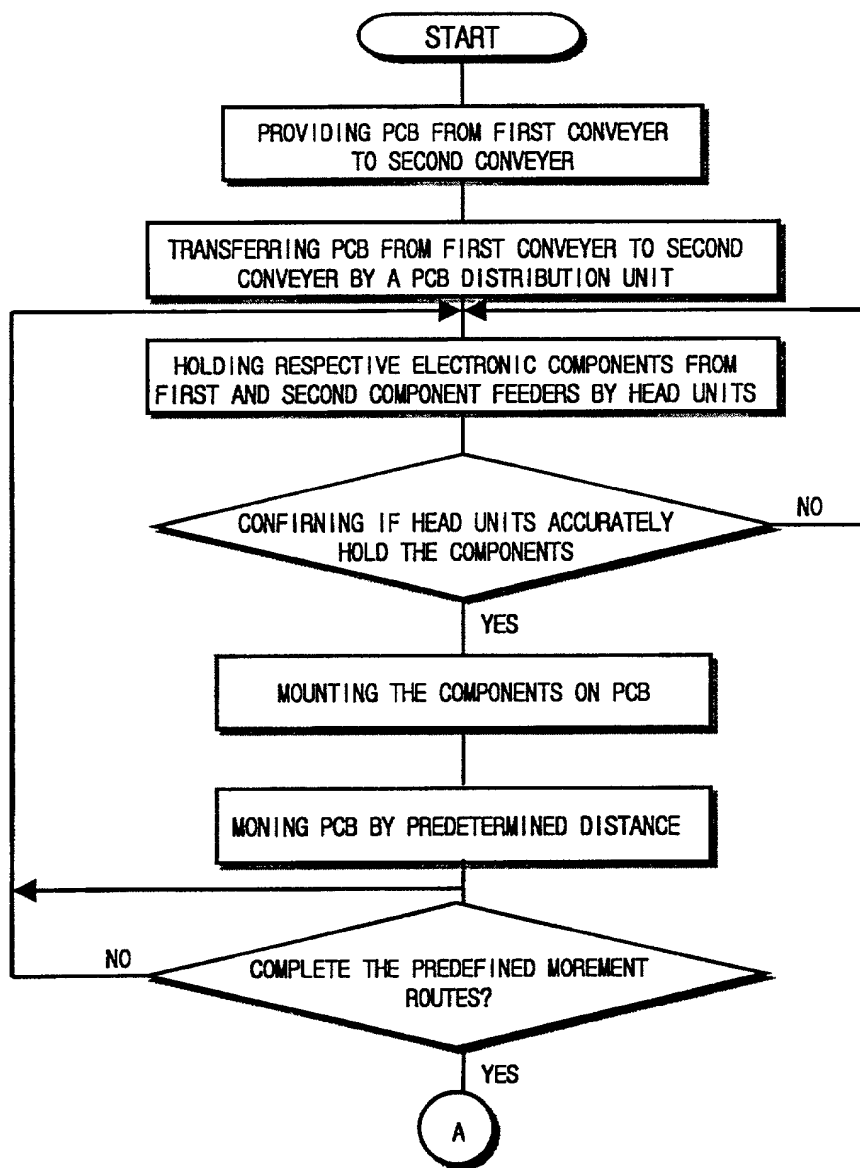 START
PROVIDING PCB FROM FIRST CONVEYER
TO SECOND CONVEYER
TRANSFERRING PCB FROM FIRST CONVEYER TO SECOND
CONVEYER BY A PCB DISTRIBUTION UNIT
HOLDING RESPECTIVE ELECTRONIC COMPONENTS FROM
FIRST AND SECOND COMPONENT FEEDERS BY HEAD UNITS
CONFIRNING IF HEAD UNITS ACCURATELY
HOLD THE COMPONENTS
NO
YES
MOUNTING THE COMPONENTS ON PCB
MONING PCB BY PREDETERMINED DISTANCE
NO
COMPLETE THE PREDEFINED MOREMENT
ROUTES?
YES
A